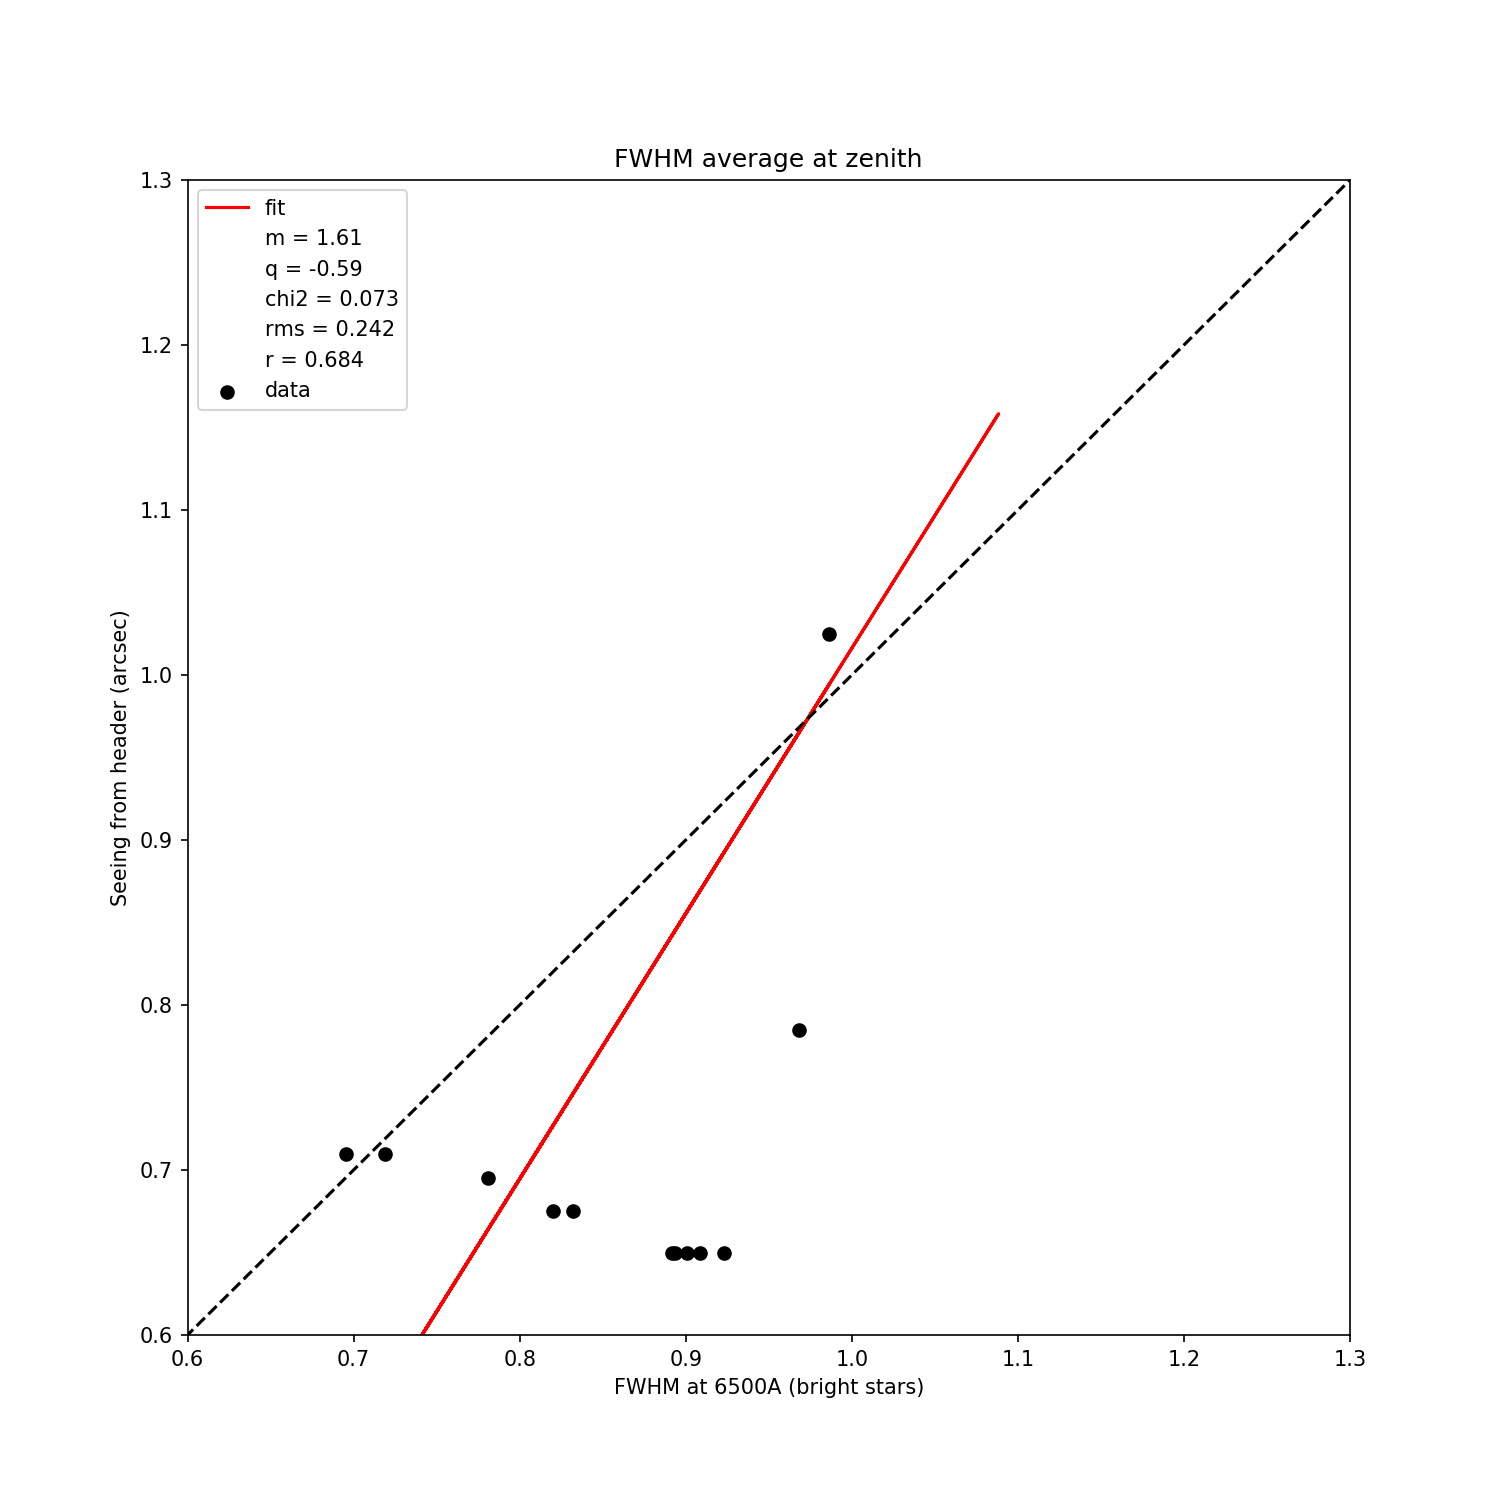 FWHM average at zenith
1.3
1.2
1.1
1.0
0.9
0.8
0.7
0.6
Seeing from header (arcsec)
fit
m = 1.61
q = -0.59
chi2 = 0.073
rms = 0.242
r = 0.684
data
0.6 0.7 0.8 0.9 1.0 1.1 1.2 1.3
FWHM at 6500A (bright stars)